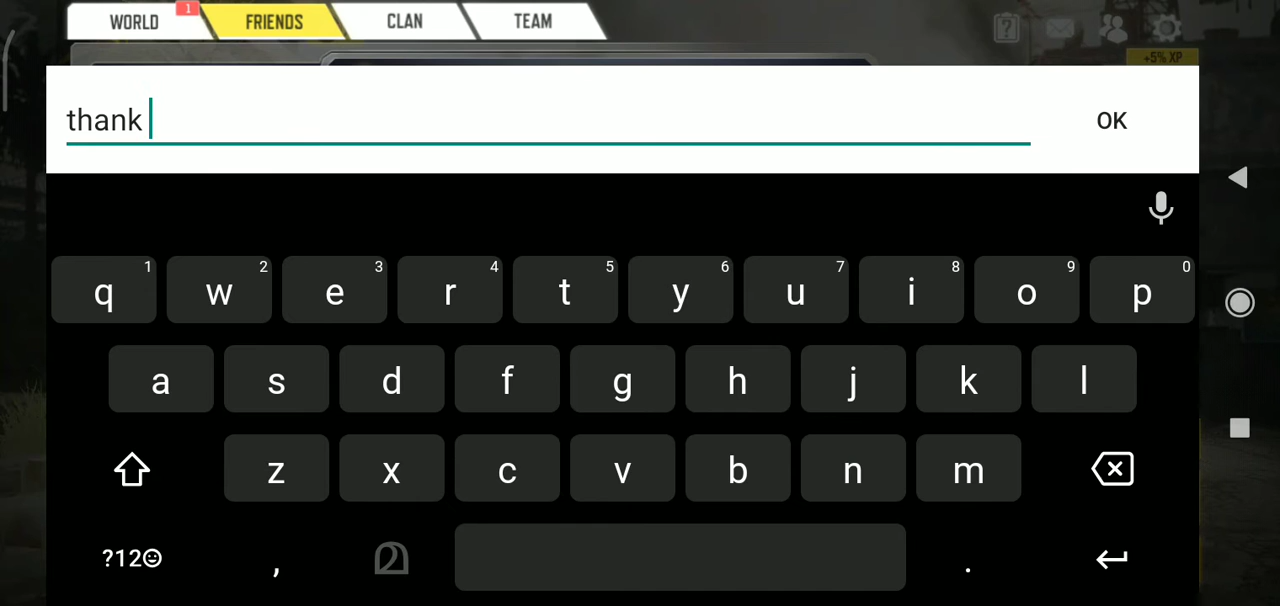 WORLD 1 FRIENDS CLAN TEAM
+5% XP
thank OK
q 1 w 2 e 3 r 4 t 5 y 6 u 7 i 8 o 9 p 0
a s d f g h j k l
z x c v b n m
?12☺ , മ .